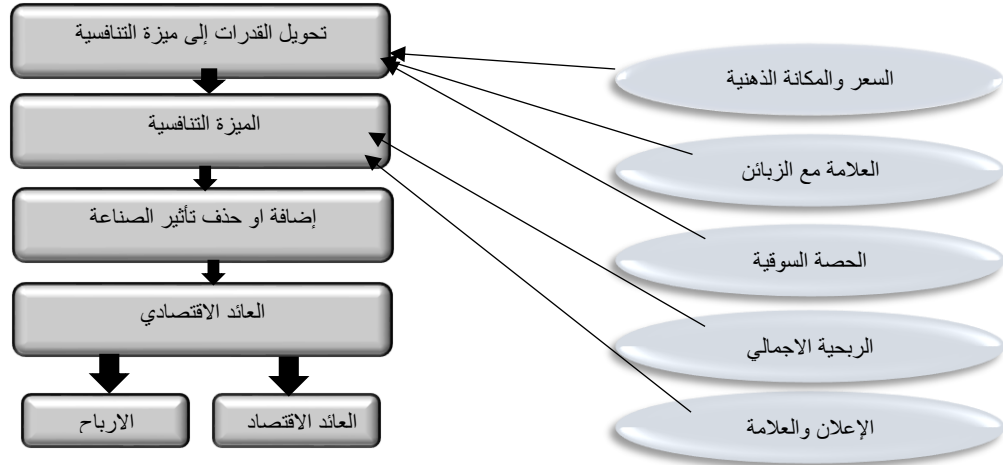 تحويل القدرات إلى ميزة التنافسية
الميزة التنافسية
إضافة او حذف تأثير الصناعة
العائد الاقتصادي
العائد الاقتصاد
الارباح
السعر والمكانة الذهنية
العلامة مع الزبائن
الحصة السوقية
الربحية الاجمالي
الإعلان والعلامة